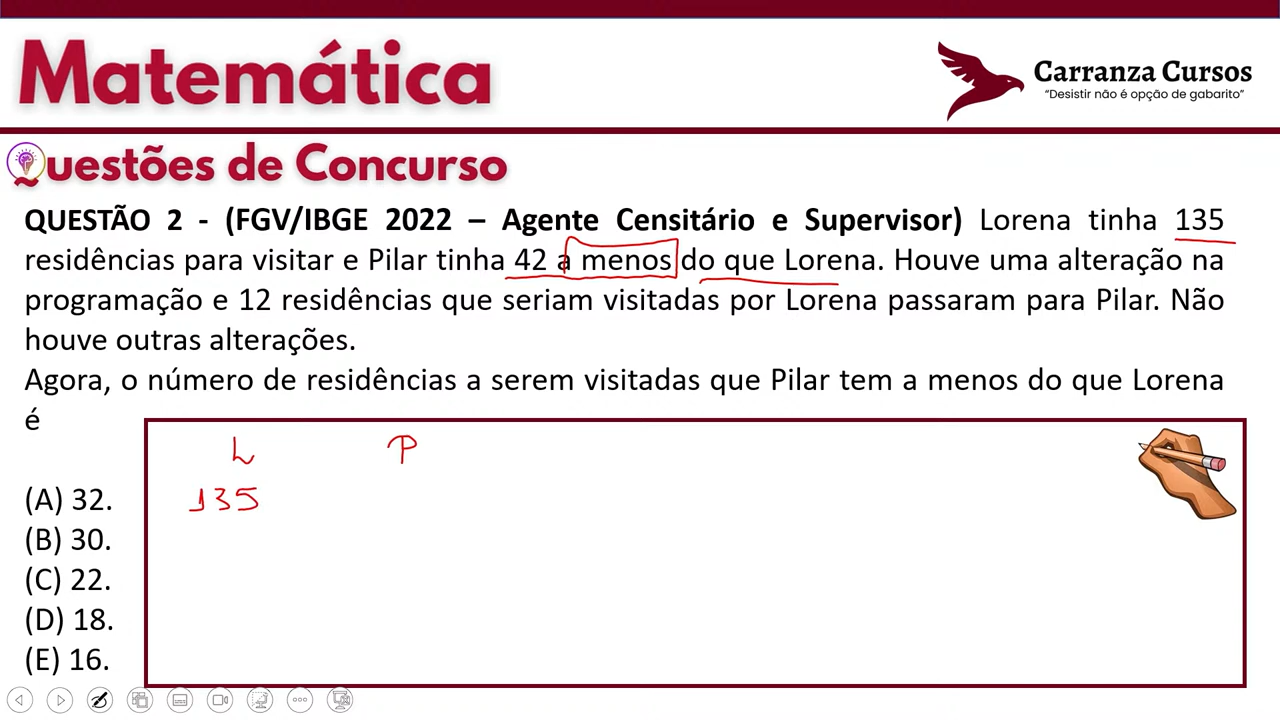 Matemática
Carranza Cursos
“Desistir não é opção de gabarito”
Questões de Concurso
QUESTÃO 2 - (FGV/IBGE 2022 – Agente Censitário e Supervisor) Lorena tinha 135
residências para visitar e Pilar tinha 42 a menos do que Lorena. Houve uma alteração na
programação e 12 residências que seriam visitadas por Lorena passaram para Pilar. Não
houve outras alterações.
Agora, o número de residências a serem visitadas que Pilar tem a menos do que Lorena
é
L P
135
(A) 32.
(B) 30.
(C) 22.
(D) 18.
(E) 16.